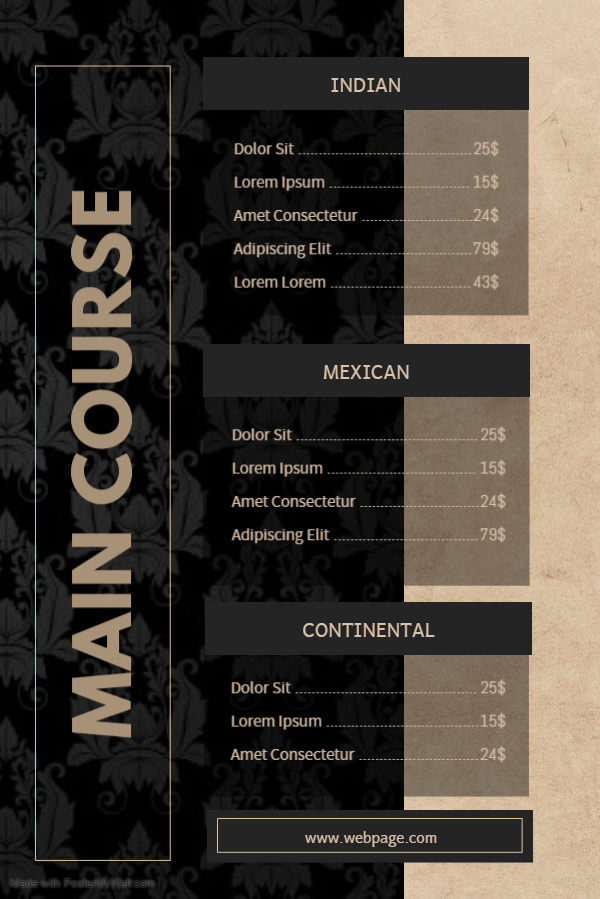 MAIN COURSE
INDIAN
Dolor Sit 25$
Lorem Ipsum 15$
Amet Consectetur 24$
Adipiscing Elit 79$
Lorem Lorem 43$
MEXICAN
Dolor Sit 25$
Lorem Ipsum 15$
Amet Consectetur 24$
Adipiscing Elit 79$
CONTINENTAL
Dolor Sit 25$
Lorem Ipsum 15$
Amet Consectetur 24$
www.webpage.com
Made with PosterMyWall.com